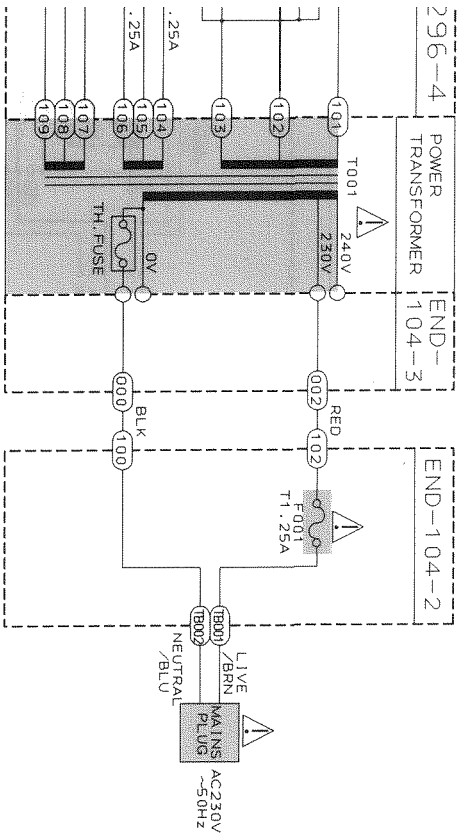 296-4
. 25A
. 25A
109
108
107
106
105
104
103
102
101
POWER
TRANSFORMER
T001
TH.FUSE
0V
230V
240V
END-
104-3
000
002
BLK
RED
100
102
END-104-2
F001
T1.25A
TB002
TB001
LIVE
/BRN
NEUTRAL
/BLU
MAINS
PLUG
AC230V
~50Hz